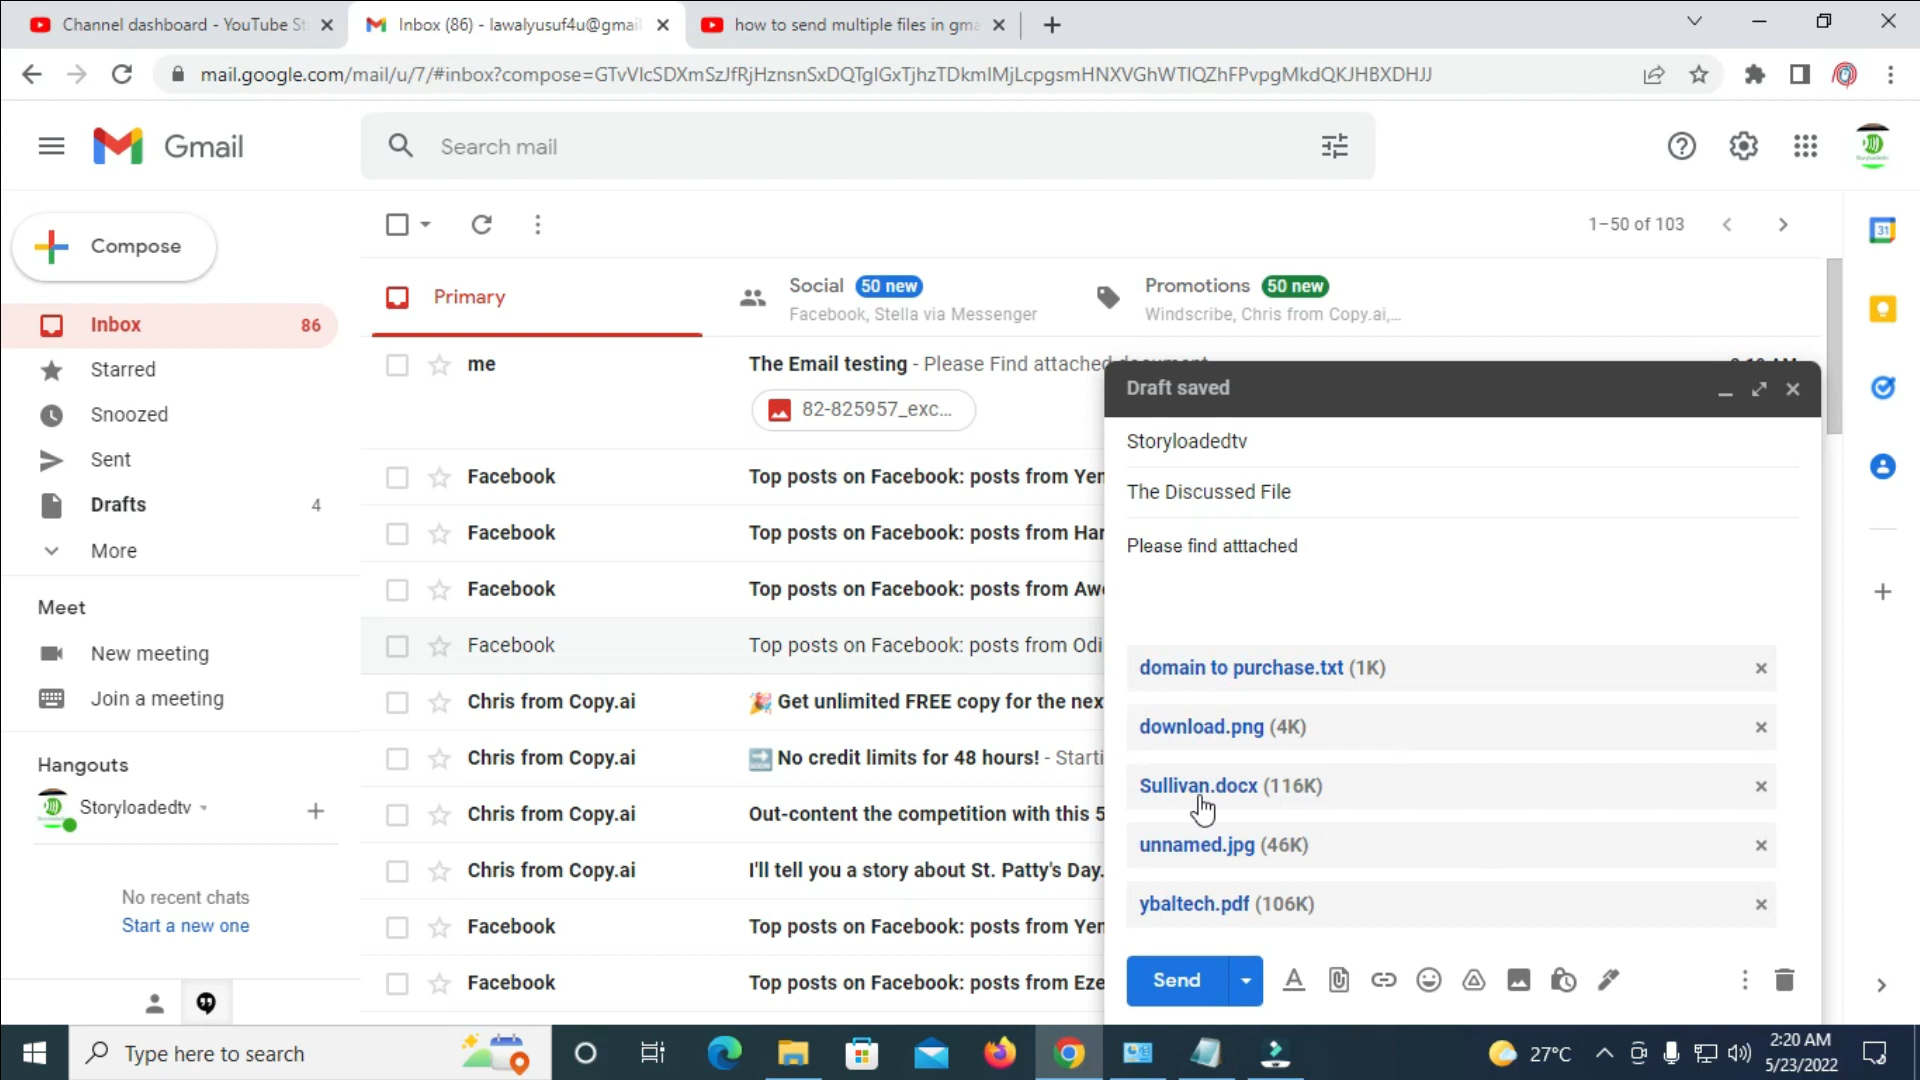 Channel dashboard - YouTube St
Inbox (86) - lawalyusuf4u@gmail
how to send multiple files in gma
mail.google.com/mail/u/7/#inbox?compose=
Gmail
Search mail
Compose
1–50 of 103
Inbox 86
Starred
Snoozed
Sent
Drafts 4
More
Meet
New meeting
Join a meeting
Hangouts
Storyloadedtv
No recent chats
Start a new one
Primary
Social 50 new
Facebook, Stella via Messenger
Promotions 50 new
Windscribe, Chris from Copy.ai,...
me The Email testing - Please Find attached
82-825957_exc...
Facebook Top posts on Facebook: posts from Yen
Facebook Top posts on Facebook: posts from Har
Facebook Top posts on Facebook: posts from Awe
Facebook Top posts on Facebook: posts from Odi
Chris from Copy.ai Get unlimited FREE copy for the nex
Chris from Copy.ai No credit limits for 48 hours! - Starti
Chris from Copy.ai Out-content the competition with this 5
Chris from Copy.ai I'll tell you a story about St. Patty's Day.
Facebook Top posts on Facebook: posts from Yen
Facebook Top posts on Facebook: posts from Eze
Draft saved
Storyloadedtv
The Discussed File
Please find atttached
domain to purchase.txt (1K)
download.png (4K)
Sullivan.docx (116K)
unnamed.jpg (46K)
ybaltech.pdf (106K)
Send
31
Type here to search
27°C
2:20 AM
5/23/2022